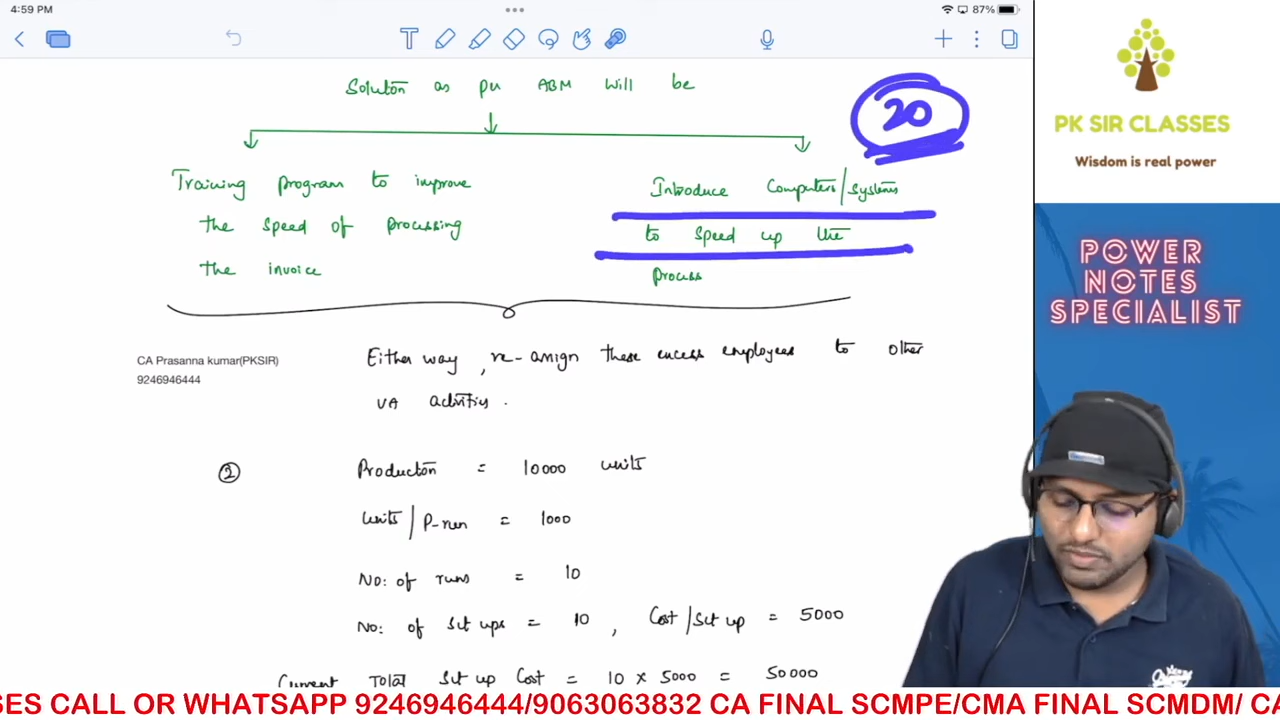 4:59 PM
87%
T
Soluton as per ABM will be
20
PK SIR CLASSES
Wisdom is real power
Training program to improve
the speed of processing
the invoice
Introduce Computers/systems
to speed up the
process
POWER
NOTES
SPECIALIST
CA Prasanna kumar(PKSIR)
9246946444
Either way, re-assign these excess employees to other
VA activities.
2
Production = 10000 units
units/P-run = 1000
No: of runs = 10
No: of set ups = 10, Cost/set up = 5000
Current Total set up cost = 10 x 5000 = 50000
SES CALL OR WHATSAPP 9246946444/9063063832 CA FINAL SCMPE/CMA FINAL SCMDM/ CA